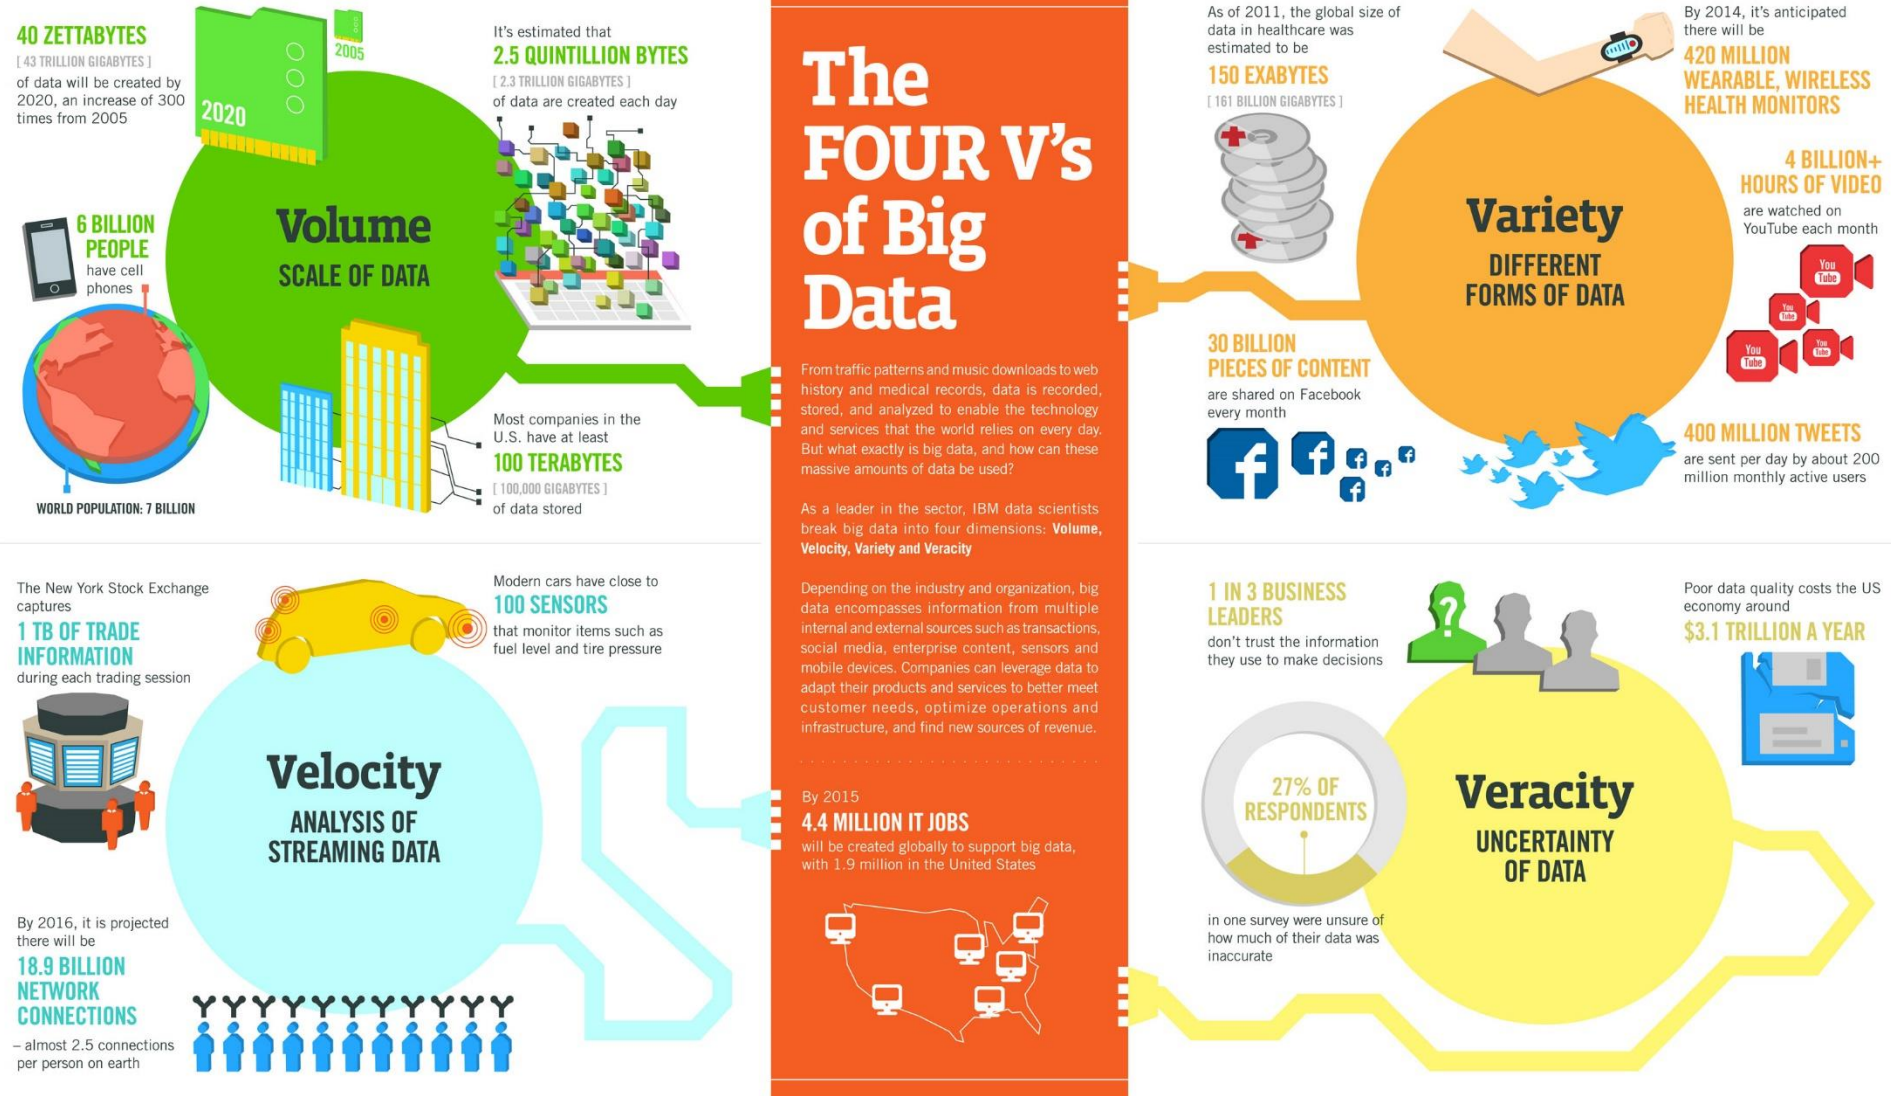 40 ZETTABYTES
[ 43 TRILLION GIGABYTES ]
of data will be created by
2020, an increase of 300
times from 2005
2020
2005
It's estimated that
2.5 QUINTILLION BYTES
[ 2.3 TRILLION GIGABYTES ]
of data are created each day
6 BILLION
PEOPLE
have cell
phones
WORLD POPULATION: 7 BILLION
Volume
SCALE OF DATA
Most companies in the
U.S. have at least
100 TERABYTES
[ 100,000 GIGABYTES ]
of data stored
The New York Stock Exchange
captures
1 TB OF TRADE
INFORMATION
during each trading session
Modern cars have close to
100 SENSORS
that monitor items such as
fuel level and tire pressure
Velocity
ANALYSIS OF
STREAMING DATA
By 2016, it is projected
there will be
18.9 BILLION
NETWORK
CONNECTIONS
– almost 2.5 connections
per person on earth
The
FOUR V's
of Big
Data
From traffic patterns and music downloads to web
history and medical records, data is recorded,
stored, and analyzed to enable the technology
and services that the world relies on every day.
But what exactly is big data, and how can these
massive amounts of data be used?
As a leader in the sector, IBM data scientists
break big data into four dimensions: Volume,
Velocity, Variety and Veracity
Depending on the industry and organization, big
data encompasses information from multiple
internal and external sources such as transactions,
social media, enterprise content, sensors and
mobile devices. Companies can leverage data to
adapt their products and services to better meet
customer needs, optimize operations and
infrastructure, and find new sources of revenue.
By 2015
4.4 MILLION IT JOBS
will be created globally to support big data,
with 1.9 million in the United States
As of 2011, the global size of
data in healthcare was
estimated to be
150 EXABYTES
[ 161 BILLION GIGABYTES ]
By 2014, it's anticipated
there will be
420 MILLION
WEARABLE, WIRELESS
HEALTH MONITORS
4 BILLION+
HOURS OF VIDEO
are watched on
YouTube each month
You
Tube
You
Tube
You
Tube
You
Tube
Variety
DIFFERENT
FORMS OF DATA
30 BILLION
PIECES OF CONTENT
are shared on Facebook
every month
f
f
f
f
f
f
400 MILLION TWEETS
are sent per day by about 200
million monthly active users
1 IN 3 BUSINESS
LEADERS
don't trust the information
they use to make decisions
?
Poor data quality costs the US
economy around
$3.1 TRILLION A YEAR
27% OF
RESPONDENTS
in one survey were unsure of
how much of their data was
inaccurate
Veracity
UNCERTAINTY
OF DATA